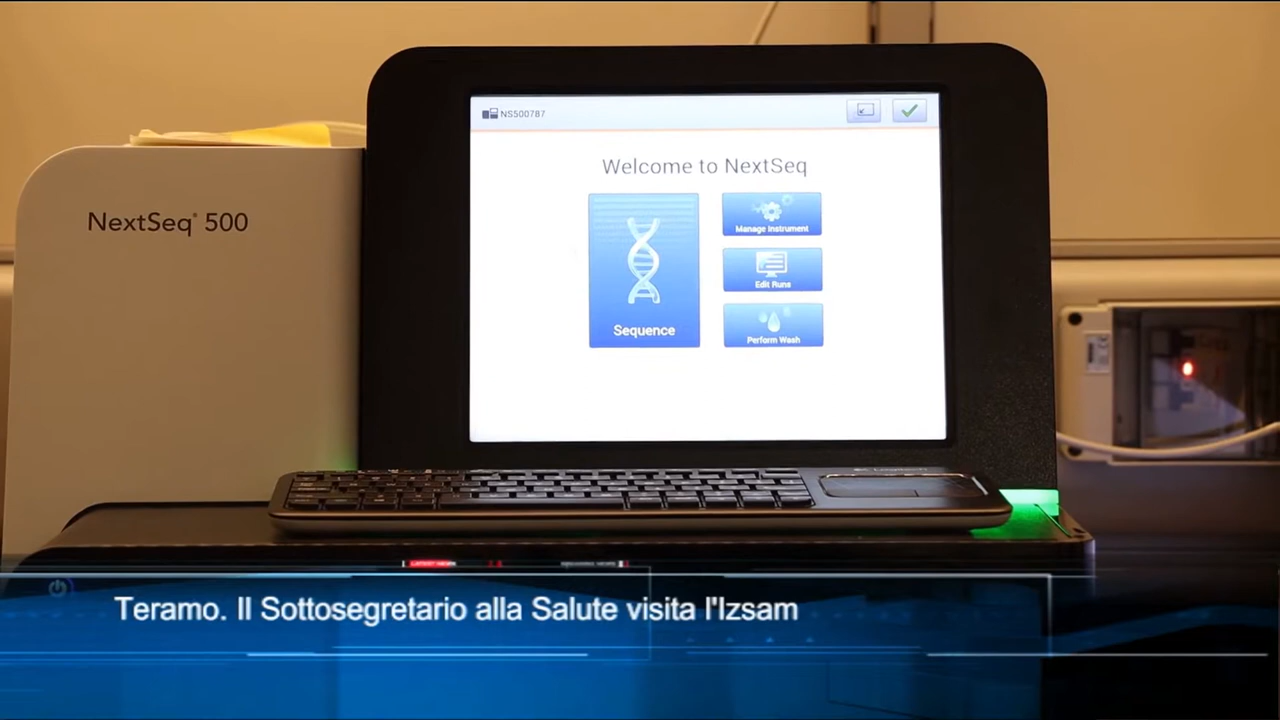 NS500787
Welcome to NextSeq
NextSeq® 500
Sequence
Manage Instrument
Edit Runs
Perform Wash
Teramo. Il Sottosegretario alla Salute visita l'Izsam